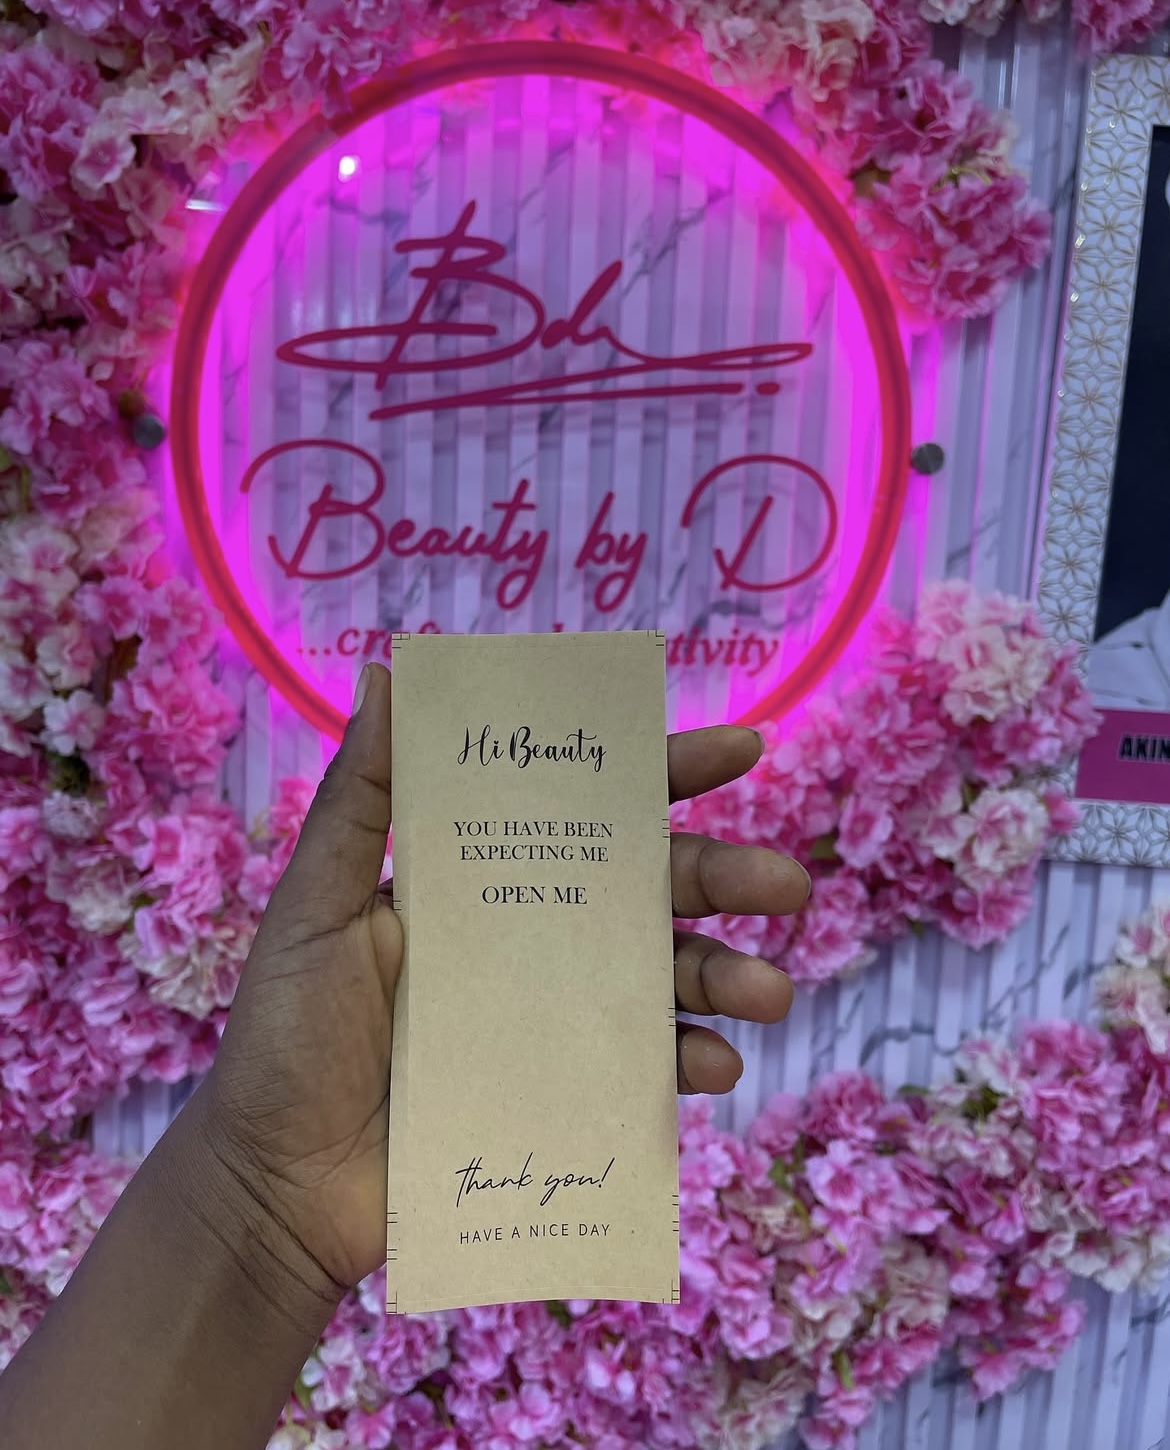 Bd
Beauty by D
Hi Beauty
YOU HAVE BEEN
EXPECTING ME
OPEN ME
thank you!
HAVE A NICE DAY